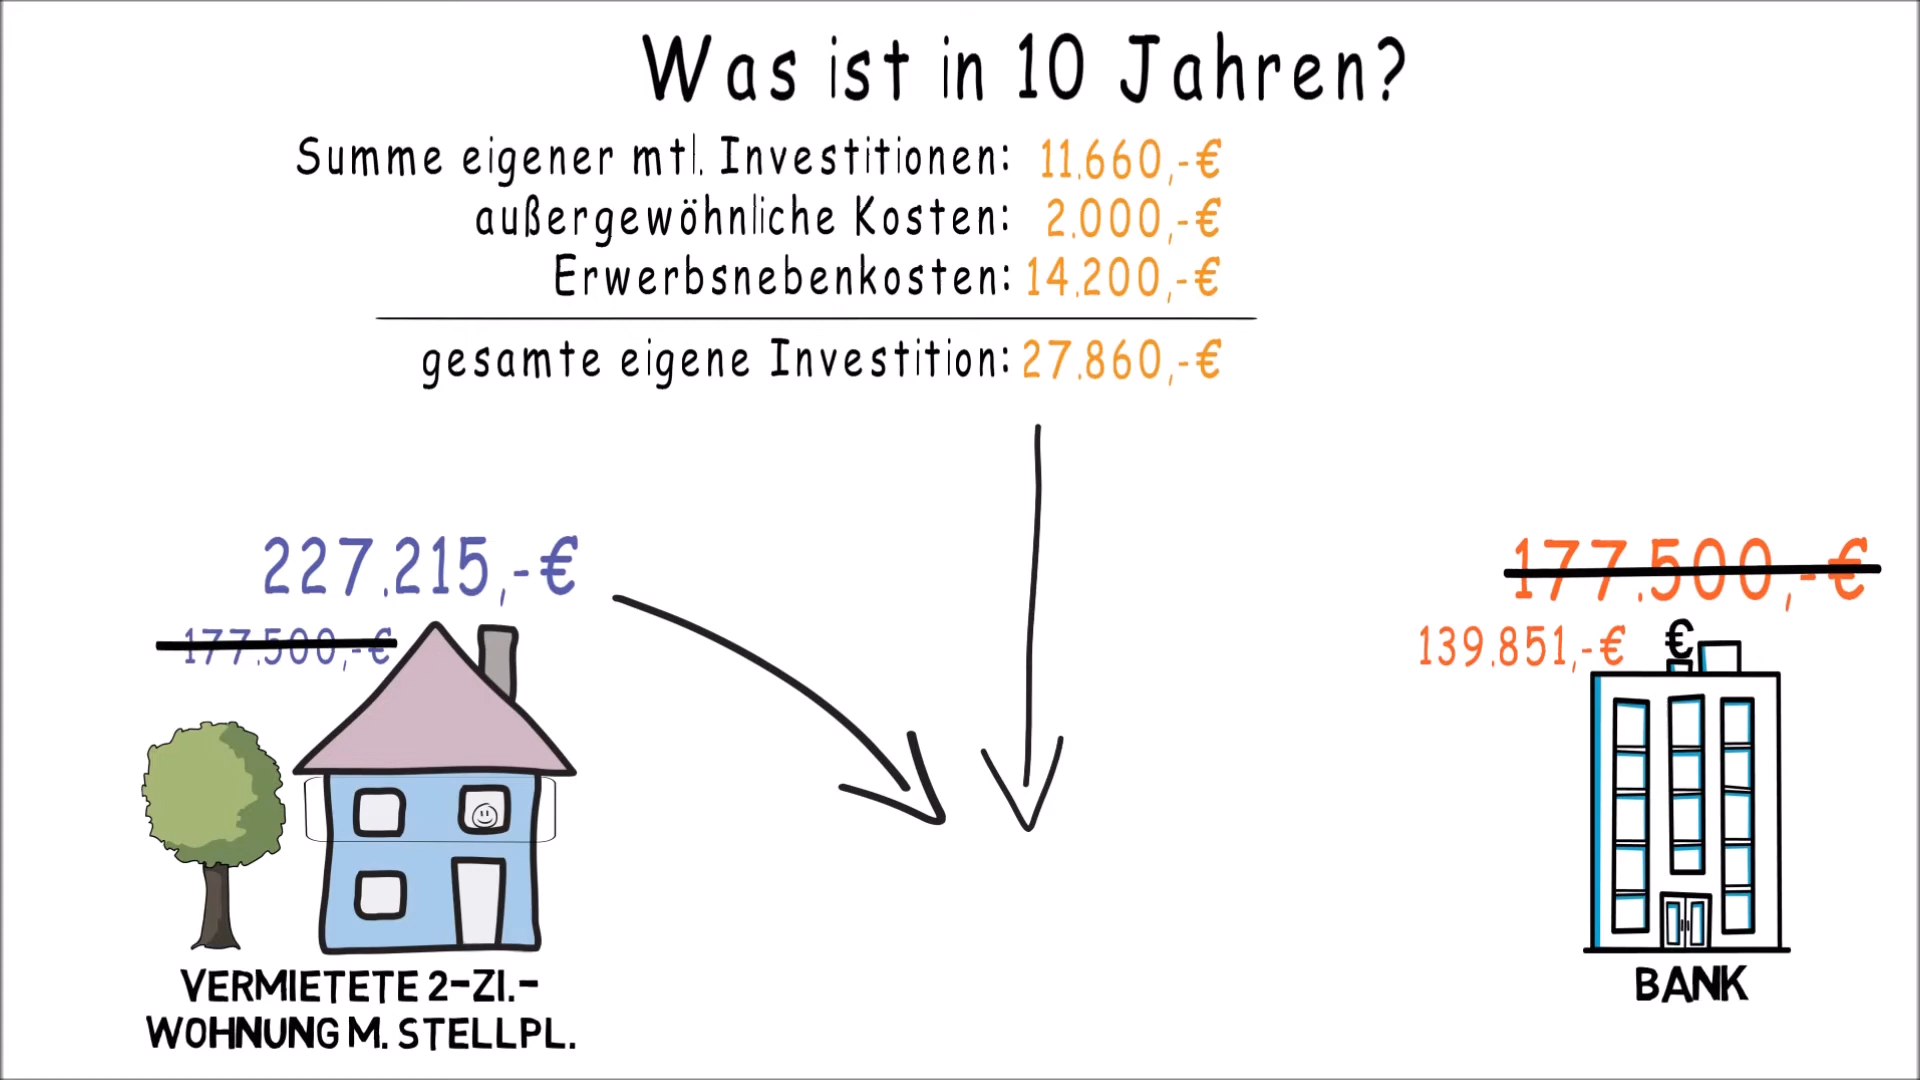 Was ist in 10 Jahren?
Summe eigener mtl. Investitionen: 11.660,-€
außergewöhnliche Kosten: 2.000,-€
Erwerbsnebenkosten: 14.200,-€
gesamte eigene Investition: 27.860,-€
227.215,-€
177.500,-€
177.500,-€
139.851,-€
€
VERMIETETE 2-ZI.-
WOHNUNG M. STELLPL.
BANK